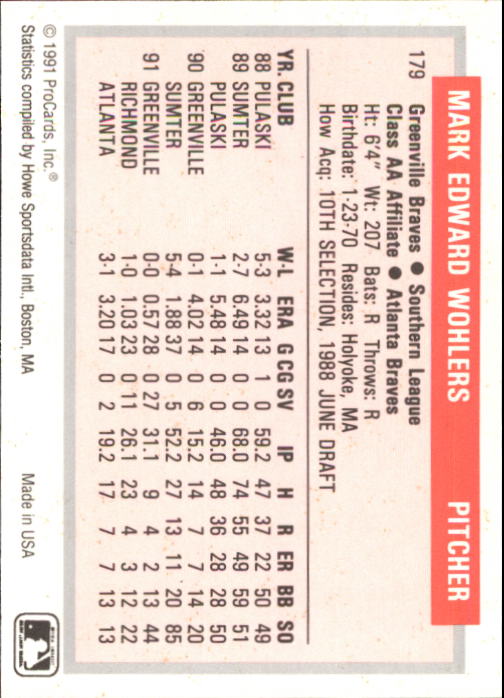 MARK EDWARD WOHLERS PITCHER
179 Greenville Braves ● Southern League
Class AA Affiliate ● Atlanta Braves
Ht: 6'4" Wt: 207 Bats: R Throws: R
Birthdate: 1-23-70 Resides: Holyoke, MA
How Acq: 10TH SELECTION, 1988 JUNE DRAFT
YR. CLUB W-L ERA G CG SV IP H R ER BB SO
88 PULASKI 5-3 3.32 13 1 0 59.2 47 37 22 50 49
89 SUMTER 2-7 6.49 14 0 0 68.0 74 55 49 59 51
PULASKI 1-1 5.48 14 0 0 46.0 48 36 28 28 50
90 GREENVILLE 0-1 4.02 14 0 6 15.2 14 7 7 14 20
SUMTER 5-4 1.88 37 0 5 52.2 27 13 11 20 85
91 GREENVILLE 0-0 0.57 28 0 27 31.1 9 4 2 13 44
RICHMOND 1-0 1.03 23 0 11 26.1 23 4 3 12 22
ATLANTA 3-1 3.20 17 0 2 19.2 17 7 7 13 13
© 1991 ProCards, Inc.®
Statistics compiled by Howe Sportsdata Intl., Boston, MA Made in USA